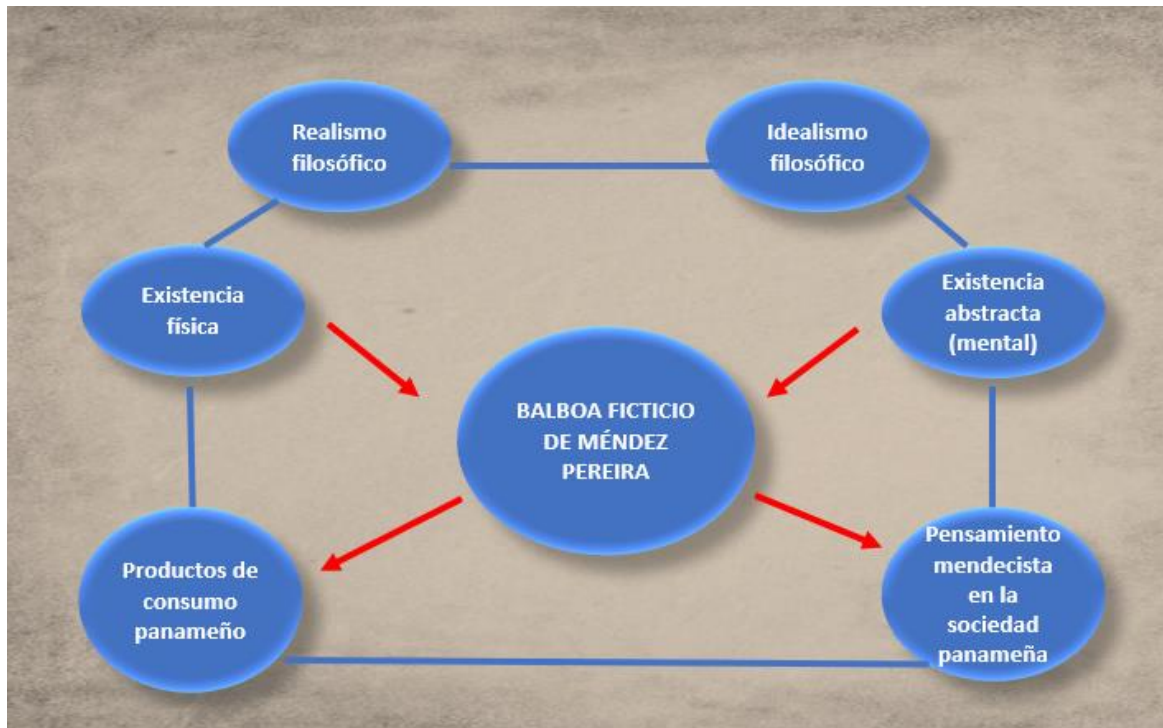 Realismo
filosófico
Idealismo
filosófico
Existencia
física
Existencia
abstracta
(mental)
BALBOA FICTICIO
DE MÉNDEZ
PEREIRA
Productos de
consumo
panameño
Pensamiento
mendecista
en la
sociedad
panameña